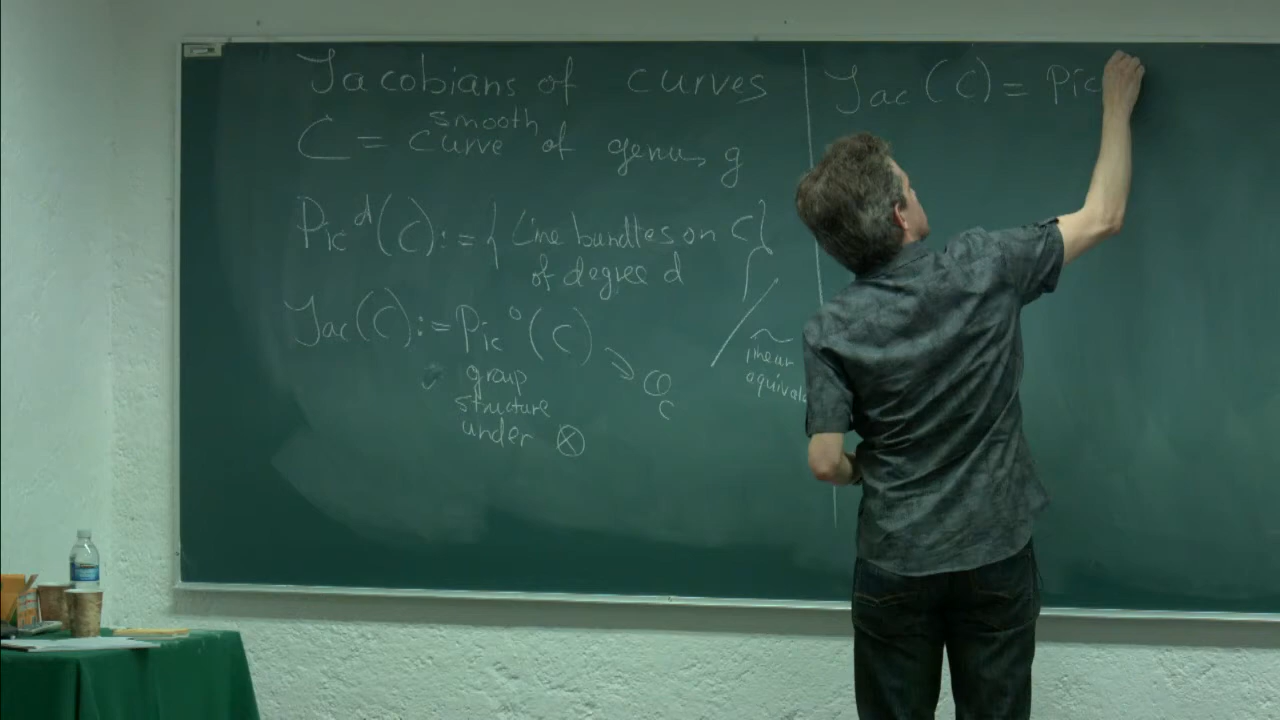 Jacobians of curves
C = smooth curve of genus g
Pic^d(C) := { Line bundles on C }
of degree d
/ ~
linear
Jac(C) := Pic^0(C)
group
structure
under ⊗
O_C
Jac(C) = Pic